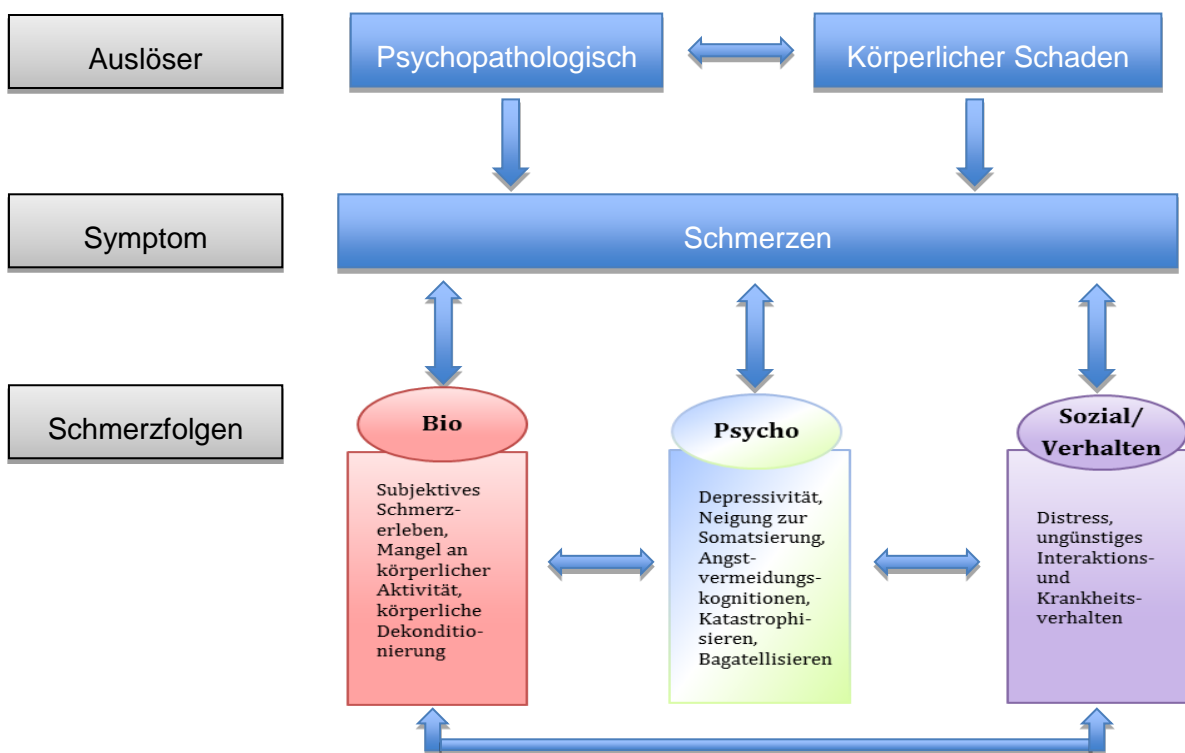 Auslöser
Psychopathologisch
Körperlicher Schaden
Symptom
Schmerzen
Schmerzfolgen
Bio
Subjektives
Schmerz-
erleben,
Mangel an
körperlicher
Aktivität,
körperliche
Dekonditio-
nierung
Psycho
Depressivität,
Neigung zur
Somatsierung,
Angst-
vermeidungs-
kognitionen,
Katastrophi-
sieren,
Bagatellisieren
Sozial/
Verhalten
Distress,
ungünstiges
Interaktions-
und
Krankheits-
verhalten